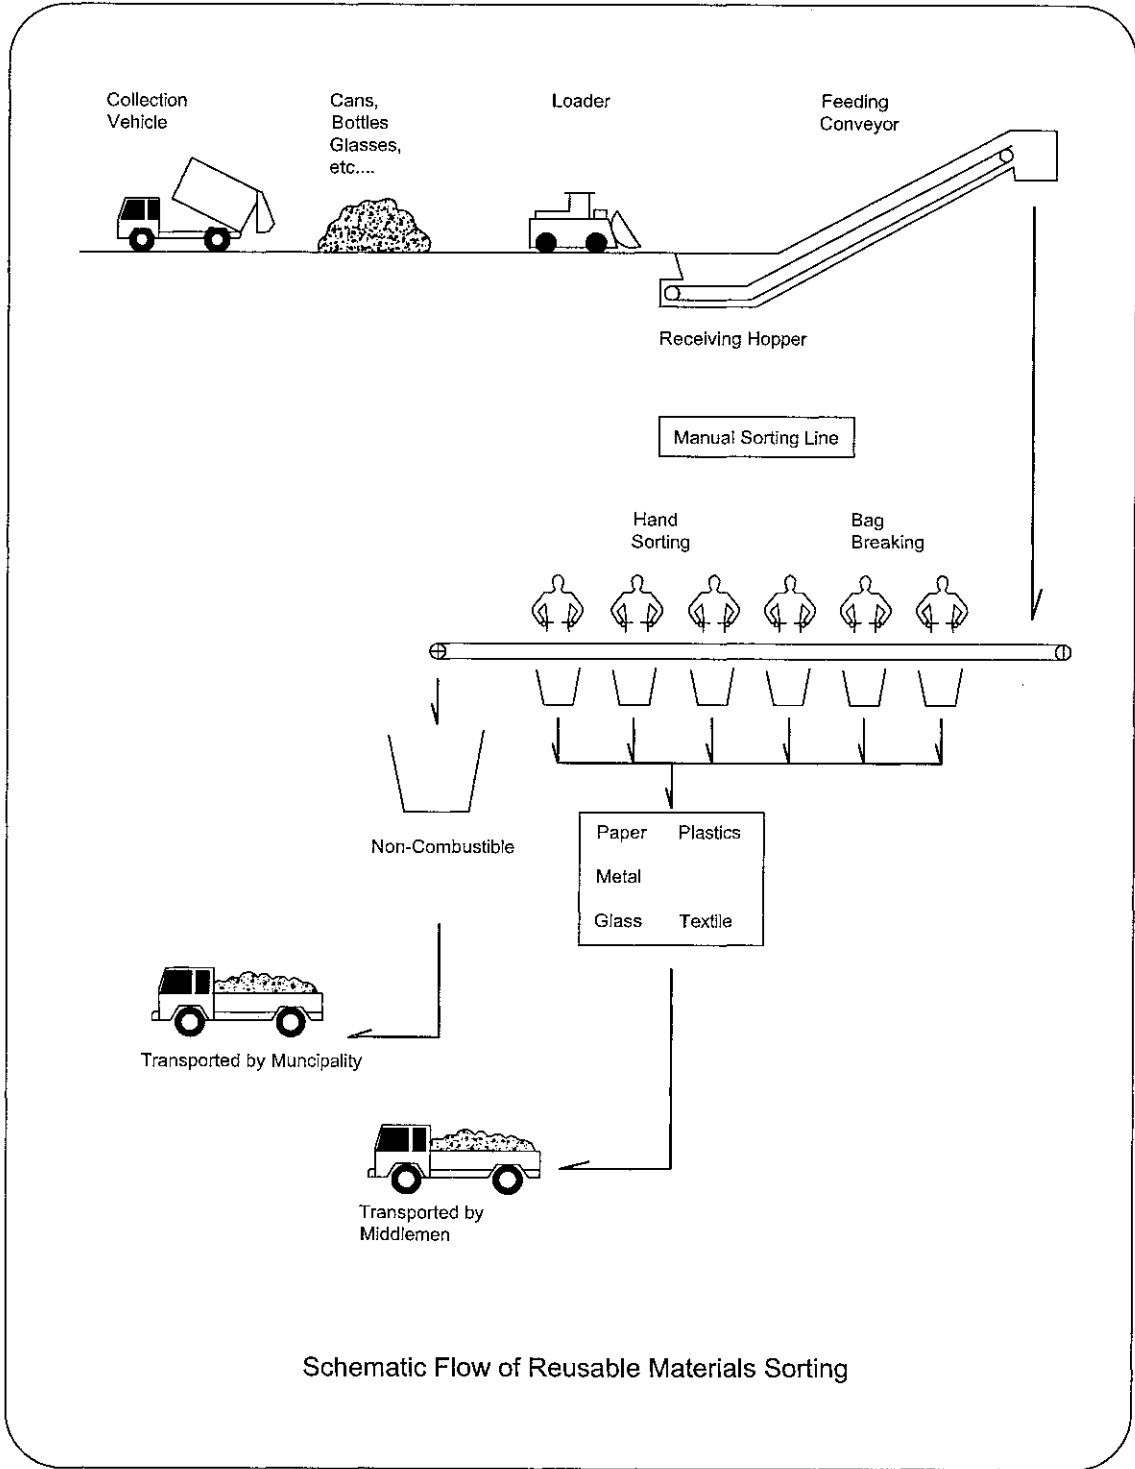 Collection
Vehicle
Cans,
Bottles
Glasses,
etc....
Loader
Feeding
Conveyor
Receiving Hopper
Manual Sorting Line
Hand
Sorting
Bag
Breaking
Non-Combustible
Paper Plastics
Metal
Glass Textile
Transported by Muncipality
Transported by
Middlemen
Schematic Flow of Reusable Materials Sorting